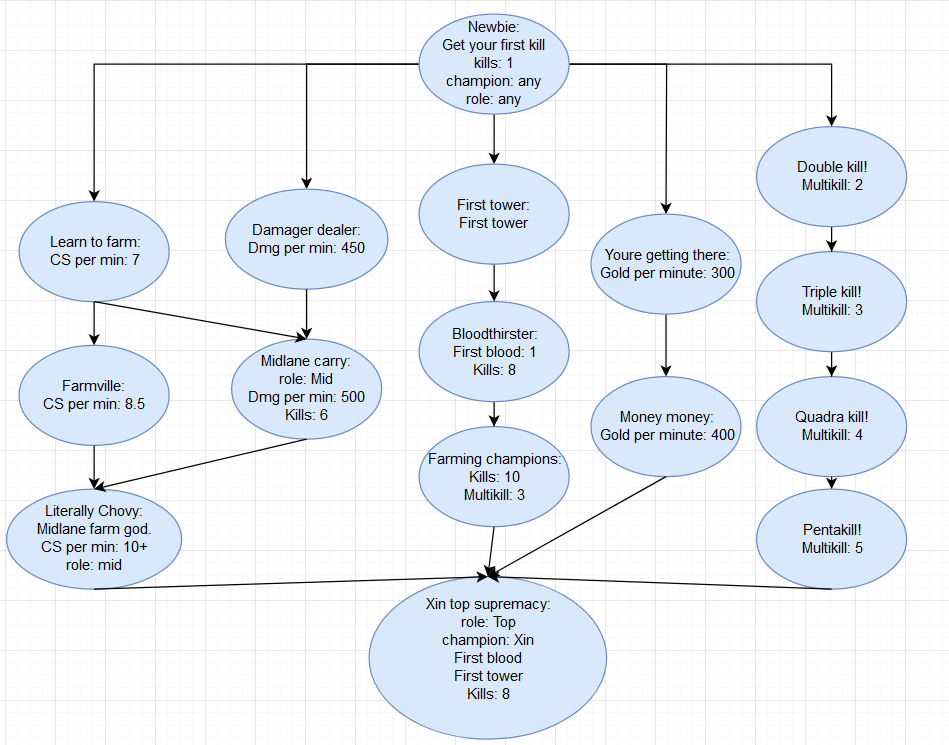 Newbie:
Get your first kill
kills: 1
champion: any
role: any
Double kill!
Multikill: 2
Learn to farm:
CS per min: 7
Damager dealer:
Dmg per min: 450
First tower:
First tower
Youre getting there:
Gold per minute: 300
Triple kill!
Multikill: 3
Farmville:
CS per min: 8.5
Midlane carry:
role: Mid
Dmg per min: 500
Kills: 6
Bloodthirster:
First blood: 1
Kills: 8
Money money:
Gold per minute: 400
Quadra kill!
Multikill: 4
Farming champions:
Kills: 10
Multikill: 3
Literally Chovy:
Midlane farm god.
CS per min: 10+
role: mid
Pentakill!
Multikill: 5
Xin top supremacy:
role: Top
champion: Xin
First blood
First tower
Kills: 8